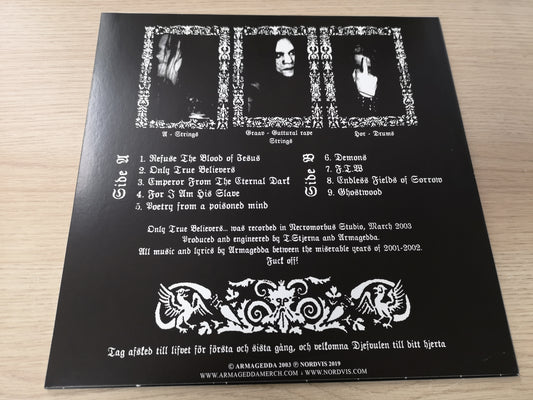 A - Strings
Graav - Guttural rape
Strings
Phor - Drums
Side A
1. Refuse The Blood of Jesus
2. Only True Believers
3. Emperor From The Eternal Dark
4. For I Am His Slave
5. Poetry from a poisoned mind
Side B
6. Demons
7. F.T.W
8. Endless Fields of Sorrow
9. Ghostwood
Only True Believers... was recorded in Necromorbus Studio, March 2003
Produced and engineered by T.Stjerna and Armagedda.
All music and lyrics by Armagedda between the miserable years of 2001-2002.
Fuck off!
Tag afsked till lifvet för första och sista gång, och velkomna Djefvulen till ditt hjerta
© ARMAGEDDA 2003 ℗ NORDVIS 2019
WWW.ARMAGEDDAMERCH.COM & WWW.NORDVIS.COM